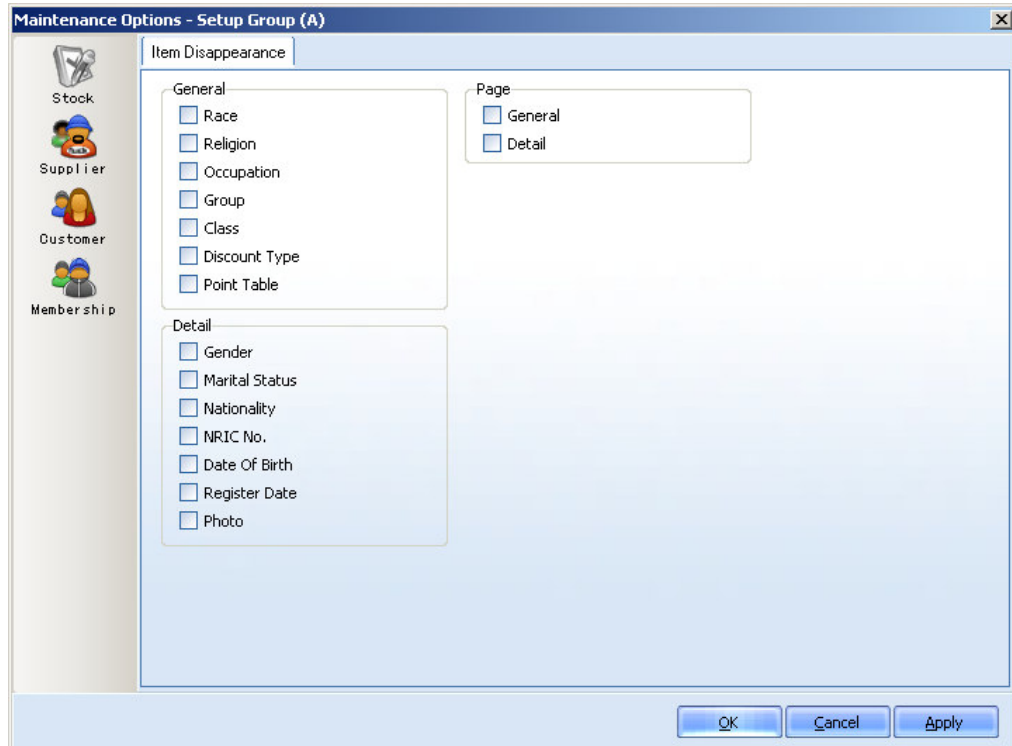 Maintenance Options - Setup Group (A)
Stock
Supplier
Customer
Membership
Item Disappearance
General
Race
Religion
Occupation
Group
Class
Discount Type
Point Table
Detail
Gender
Marital Status
Nationality
NRIC No.
Date Of Birth
Register Date
Photo
Page
General
Detail
OK
Cancel
Apply